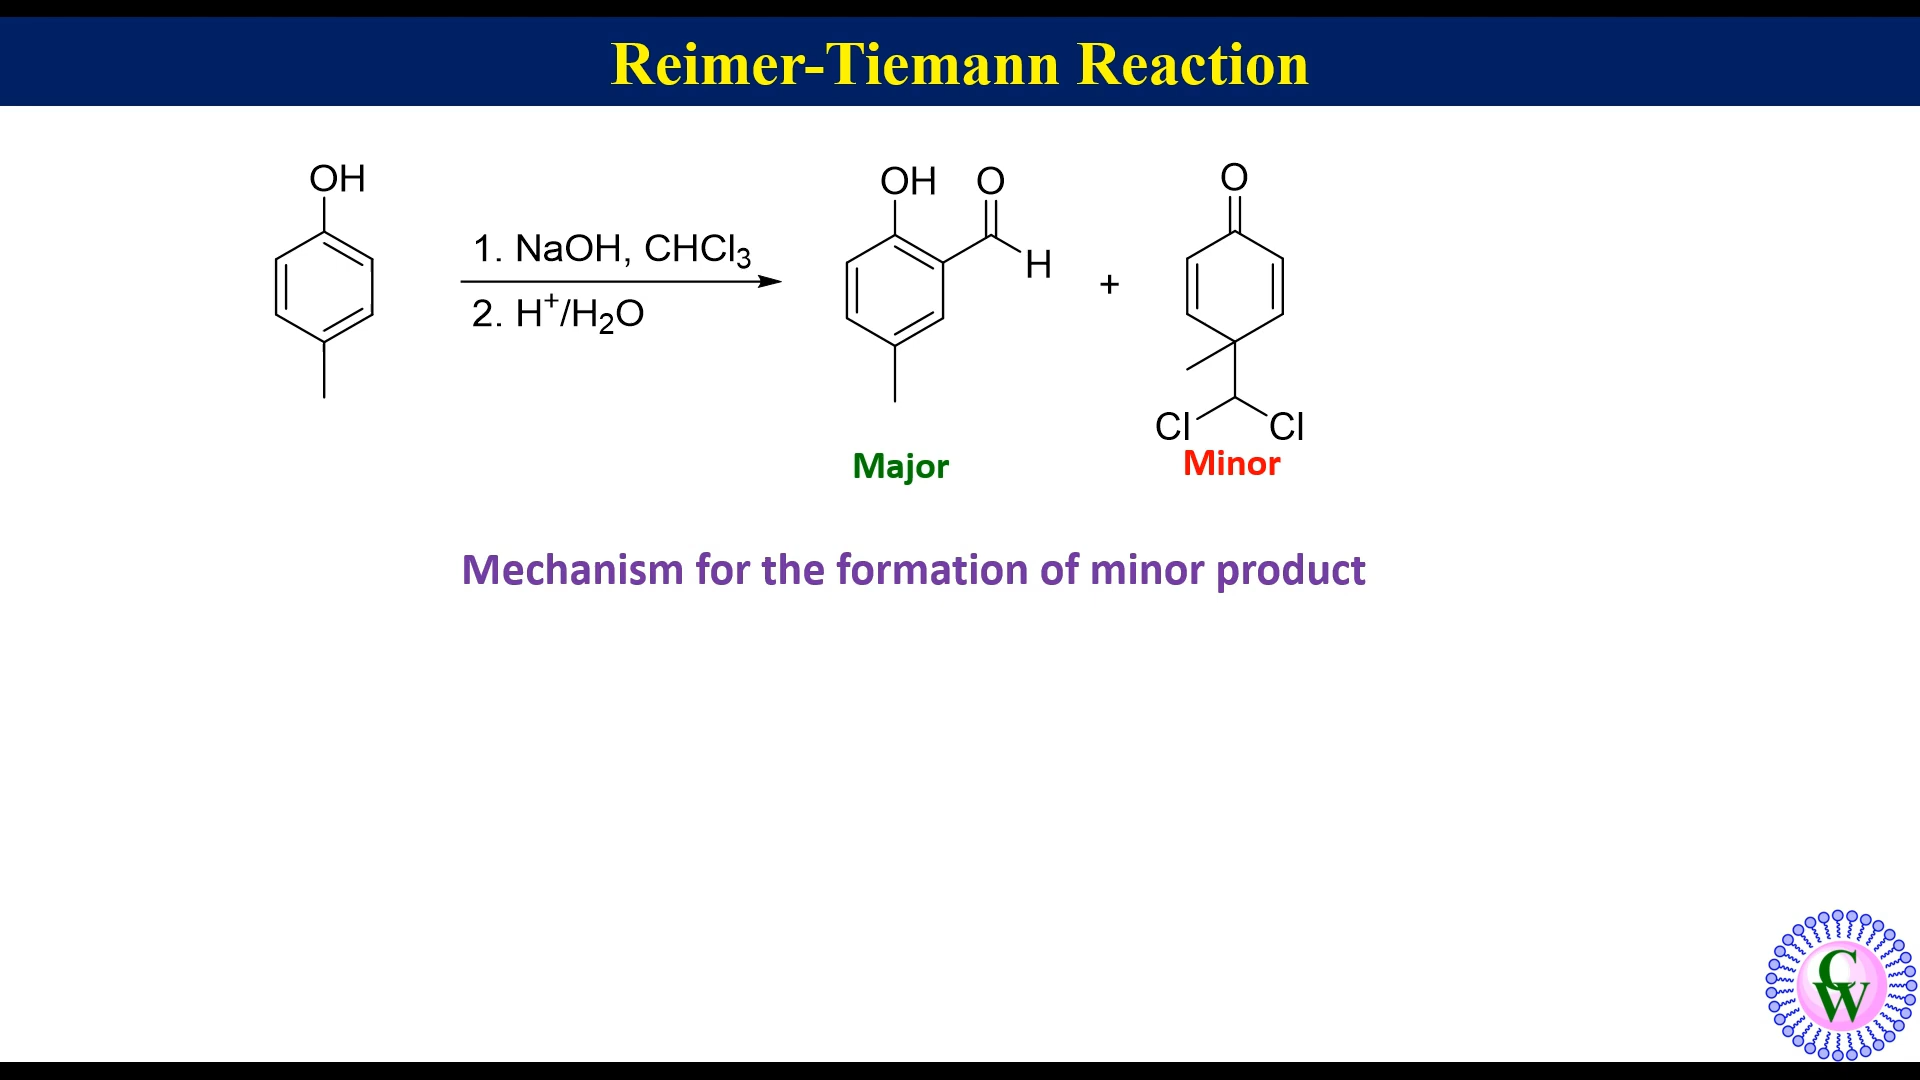 Reimer-Tiemann Reaction
OH
1. NaOH, CHCl₃
2. H⁺/H₂O
OH O
H
+
O
Cl Cl
Major
Minor
Mechanism for the formation of minor product
CW